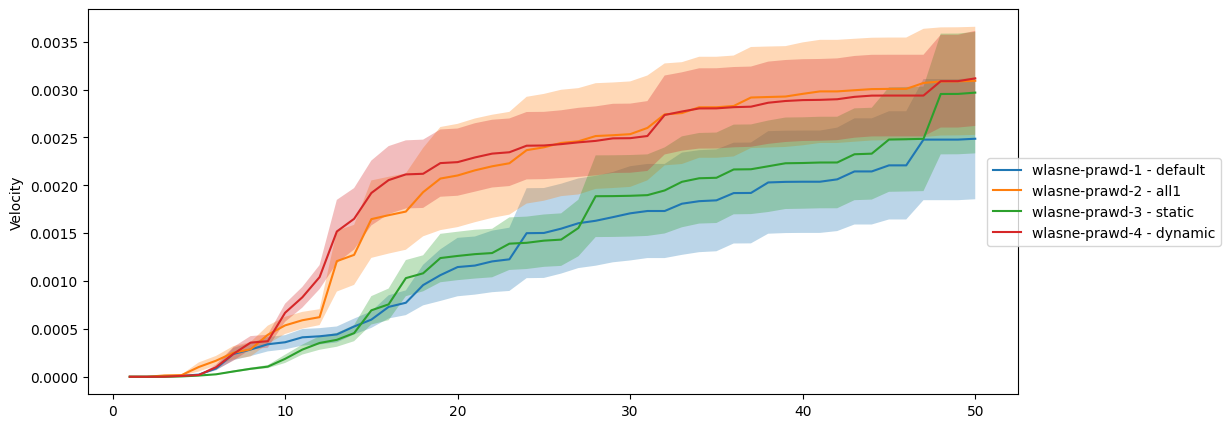 0.0035
0.0030
0.0025
0.0020
0.0015
0.0010
0.0005
0.0000
Velocity
0
10
20
30
40
50
wlasne-prawd-1 - default
wlasne-prawd-2 - all1
wlasne-prawd-3 - static
wlasne-prawd-4 - dynamic